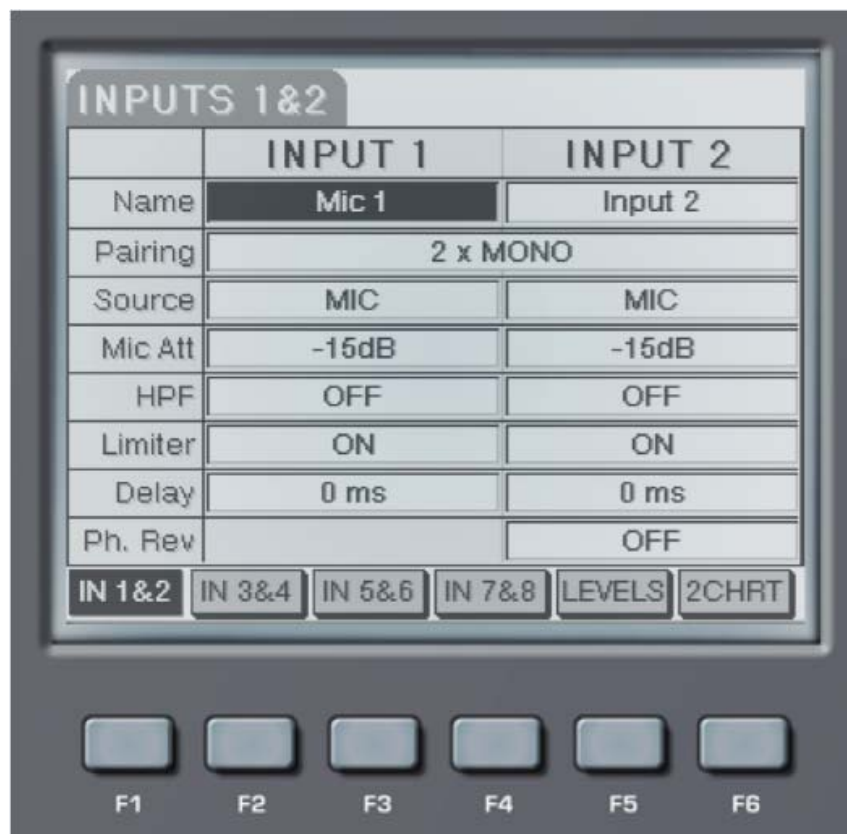 INPUTS 1&2
INPUT 1 INPUT 2
Name Mic 1 Input 2
Pairing 2 x MONO
Source MIC MIC
Mic Att -15dB -15dB
HPF OFF OFF
Limiter ON ON
Delay 0 ms 0 ms
Ph. Rev OFF
IN 1&2 IN 3&4 IN 5&6 IN 7&8 LEVELS 2CHRT
F1 F2 F3 F4 F5 F6